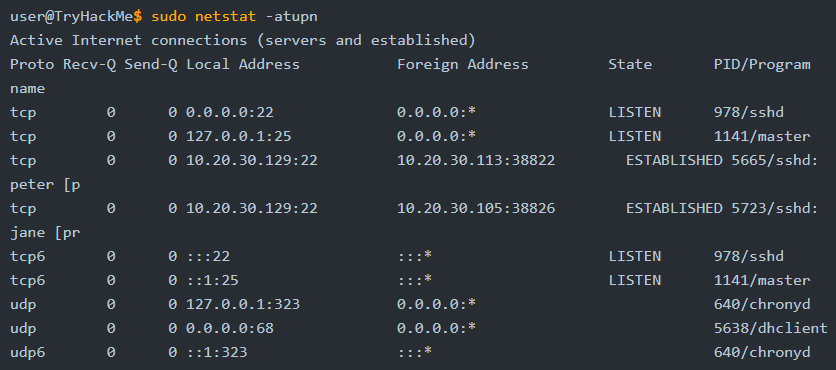 user@TryHackMe$ sudo netstat -atupn
Active Internet connections (servers and established)
Proto Recv-Q Send-Q Local Address           Foreign Address         State       PID/Program
name
tcp        0      0 0.0.0.0:22              0.0.0.0:*               LISTEN      978/sshd
tcp        0      0 127.0.0.1:25            0.0.0.0:*               LISTEN      1141/master
tcp        0      0 10.20.30.129:22         10.20.30.113:38822        ESTABLISHED 5665/sshd:
peter [p
tcp        0      0 10.20.30.129:22         10.20.30.105:38826        ESTABLISHED 5723/sshd:
jane [pr
tcp6       0      0 :::22                   :::*                    LISTEN      978/sshd
tcp6       0      0 ::1:25                  :::*                    LISTEN      1141/master
udp        0      0 127.0.0.1:323           0.0.0.0:*                           640/chronyd
udp        0      0 0.0.0.0:68              0.0.0.0:*                           5638/dhclient
udp6       0      0 ::1:323                 :::*                                640/chronyd